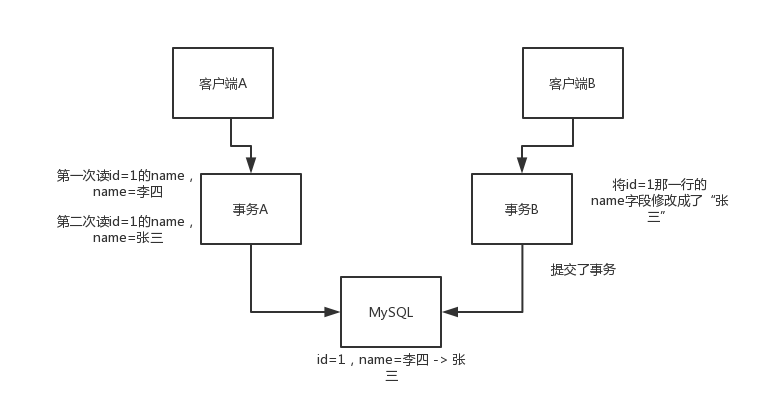 客户端A
客户端B
第一次读id=1的name，
name=李四
第二次读id=1的name，
name=张三
事务A
事务B
将id=1那一行的
name字段修改成了“张
三”
提交了事务
MySQL
id=1，name=李四 -> 张
三